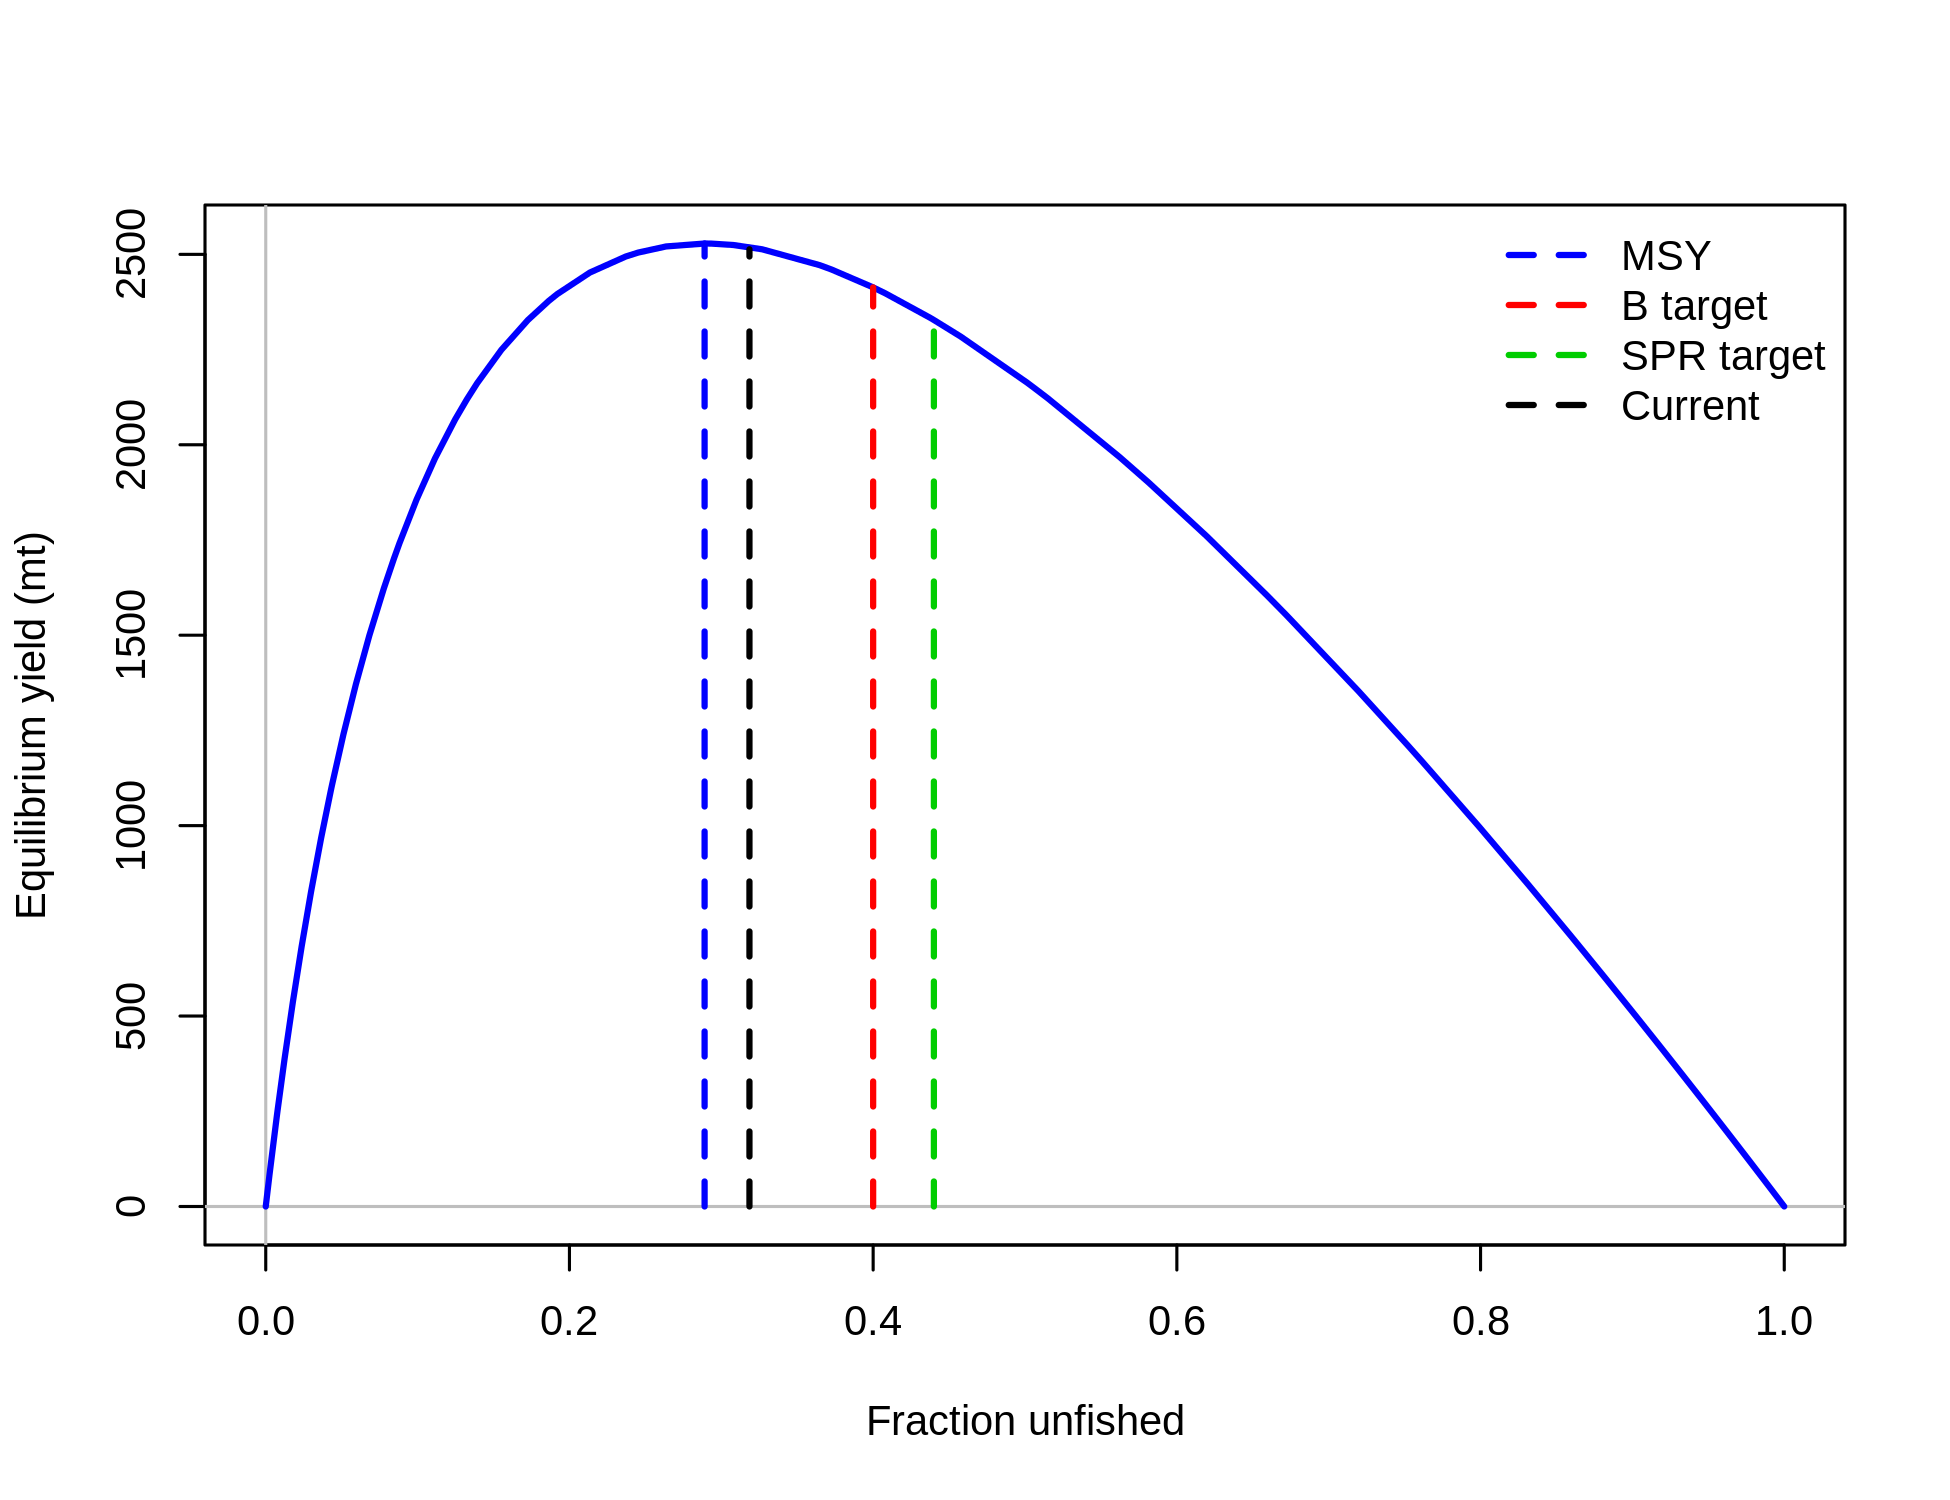 MSY
B target
SPR target
Current
2500
2000
1500
1000
500
0
Equilibrium yield (mt)
0.0 0.2 0.4 0.6 0.8 1.0
Fraction unfished